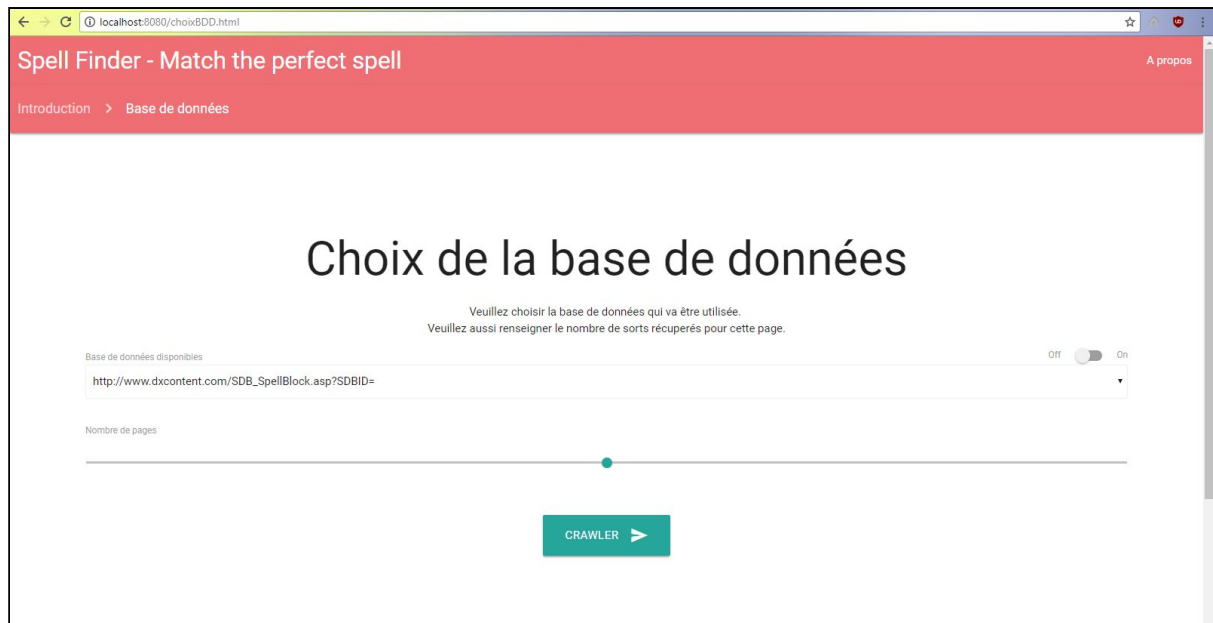 localhost:8080/choixBDD.html
Spell Finder - Match the perfect spell
A propos
Introduction > Base de données
Choix de la base de données
Veuillez choisir la base de données qui va être utilisée.
Veuillez aussi renseigner le nombre de sorts récuperés pour cette page.
Base de données disponibles
Off On
http://www.dxcontent.com/SDB_SpellBlock.asp?SDBID=
Nombre de pages
CRAWLER